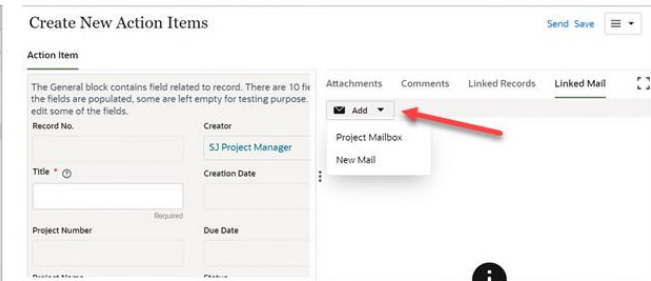 Create New Action Items
Send Save
Action Item
The General block contains field related to record. There are 10 fie
the fields are populated, some are left empty for testing purpose.
edit some of the fields.
Record No.
Creator
SJ Project Manager
Title *
Creation Date
Required
Project Number
Due Date
Project Name
Status
Attachments Comments Linked Records Linked Mail
Add
Project Mailbox
New Mail